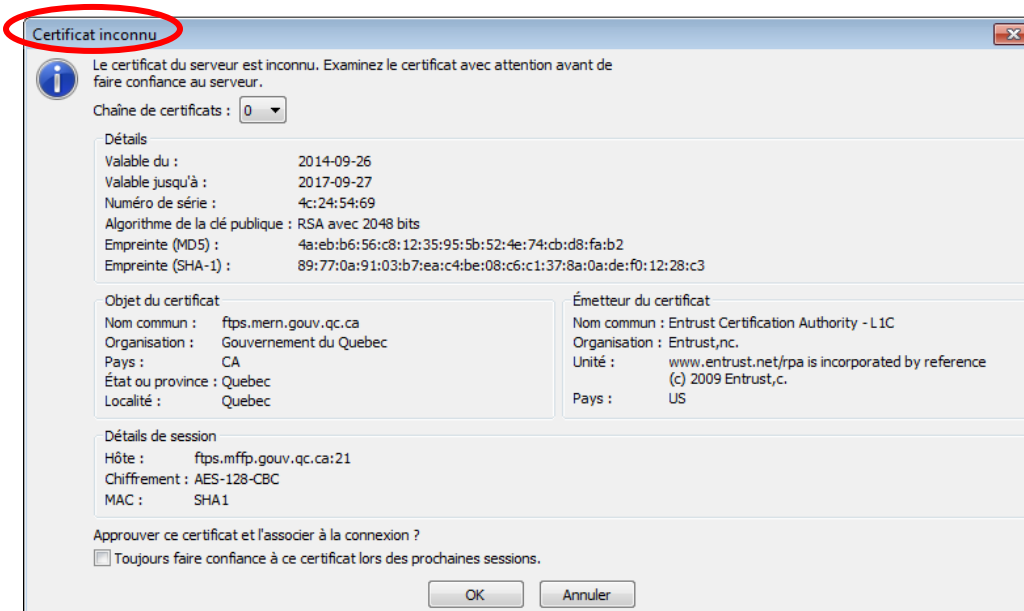 Certificat inconnu
Le certificat du serveur est inconnu. Examinez le certificat avec attention avant de
faire confiance au serveur.
Chaîne de certificats : 0
Détails
Valable du : 2014-09-26
Valable jusqu'à : 2017-09-27
Numéro de série : 4c:24:54:69
Algorithme de la clé publique : RSA avec 2048 bits
Empreinte (MD5) : 4a:eb:b6:56:c8:12:35:95:5b:52:4e:74:cb:d8:fa:b2
Empreinte (SHA-1) : 89:77:0a:91:03:b7:ea:c4:be:08:c6:c1:37:8a:0a:de:f0:12:28:c3
Objet du certificat
Nom commun : ftps.mern.gouv.qc.ca
Organisation : Gouvernement du Quebec
Pays : CA
État ou province : Quebec
Localité : Quebec
Émetteur du certificat
Nom commun : Entrust Certification Authority - L1C
Organisation : Entrust,nc.
Unité : www.entrust.net/rpa is incorporated by reference
(c) 2009 Entrust,c.
Pays : US
Détails de session
Hôte : ftps.mffp.gouv.qc.ca:21
Chiffrement : AES-128-CBC
MAC : SHA1
Approuver ce certificat et l'associer à la connexion ?
Toujours faire confiance à ce certificat lors des prochaines sessions.
OK Annuler